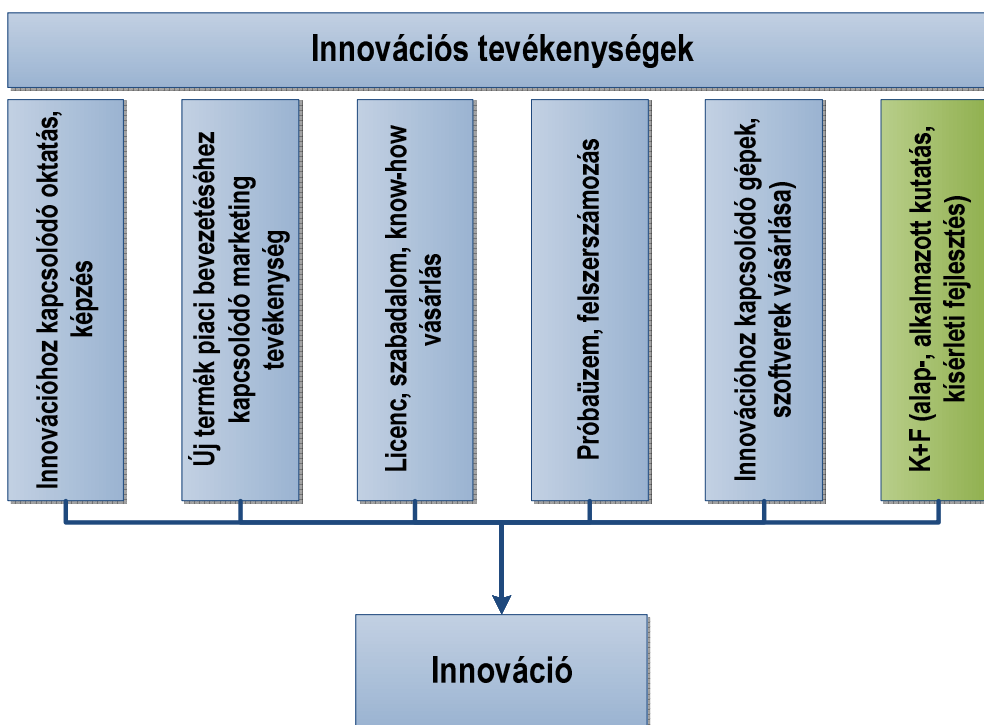 Innovációs tevékenységek
Innovációhoz kapcsolódó oktatás,
képzés
Új termék piaci bevezetéséhez
kapcsolódó marketing
tevékenység
Licenc, szabadalom, know-how
vásárlás
Próbaüzem, felszerszámozás
Innovációhoz kapcsolódó gépek,
szoftverek vásárlása)
K+F (alap-, alkalmazott kutatás,
kísérleti fejlesztés)
Innováció